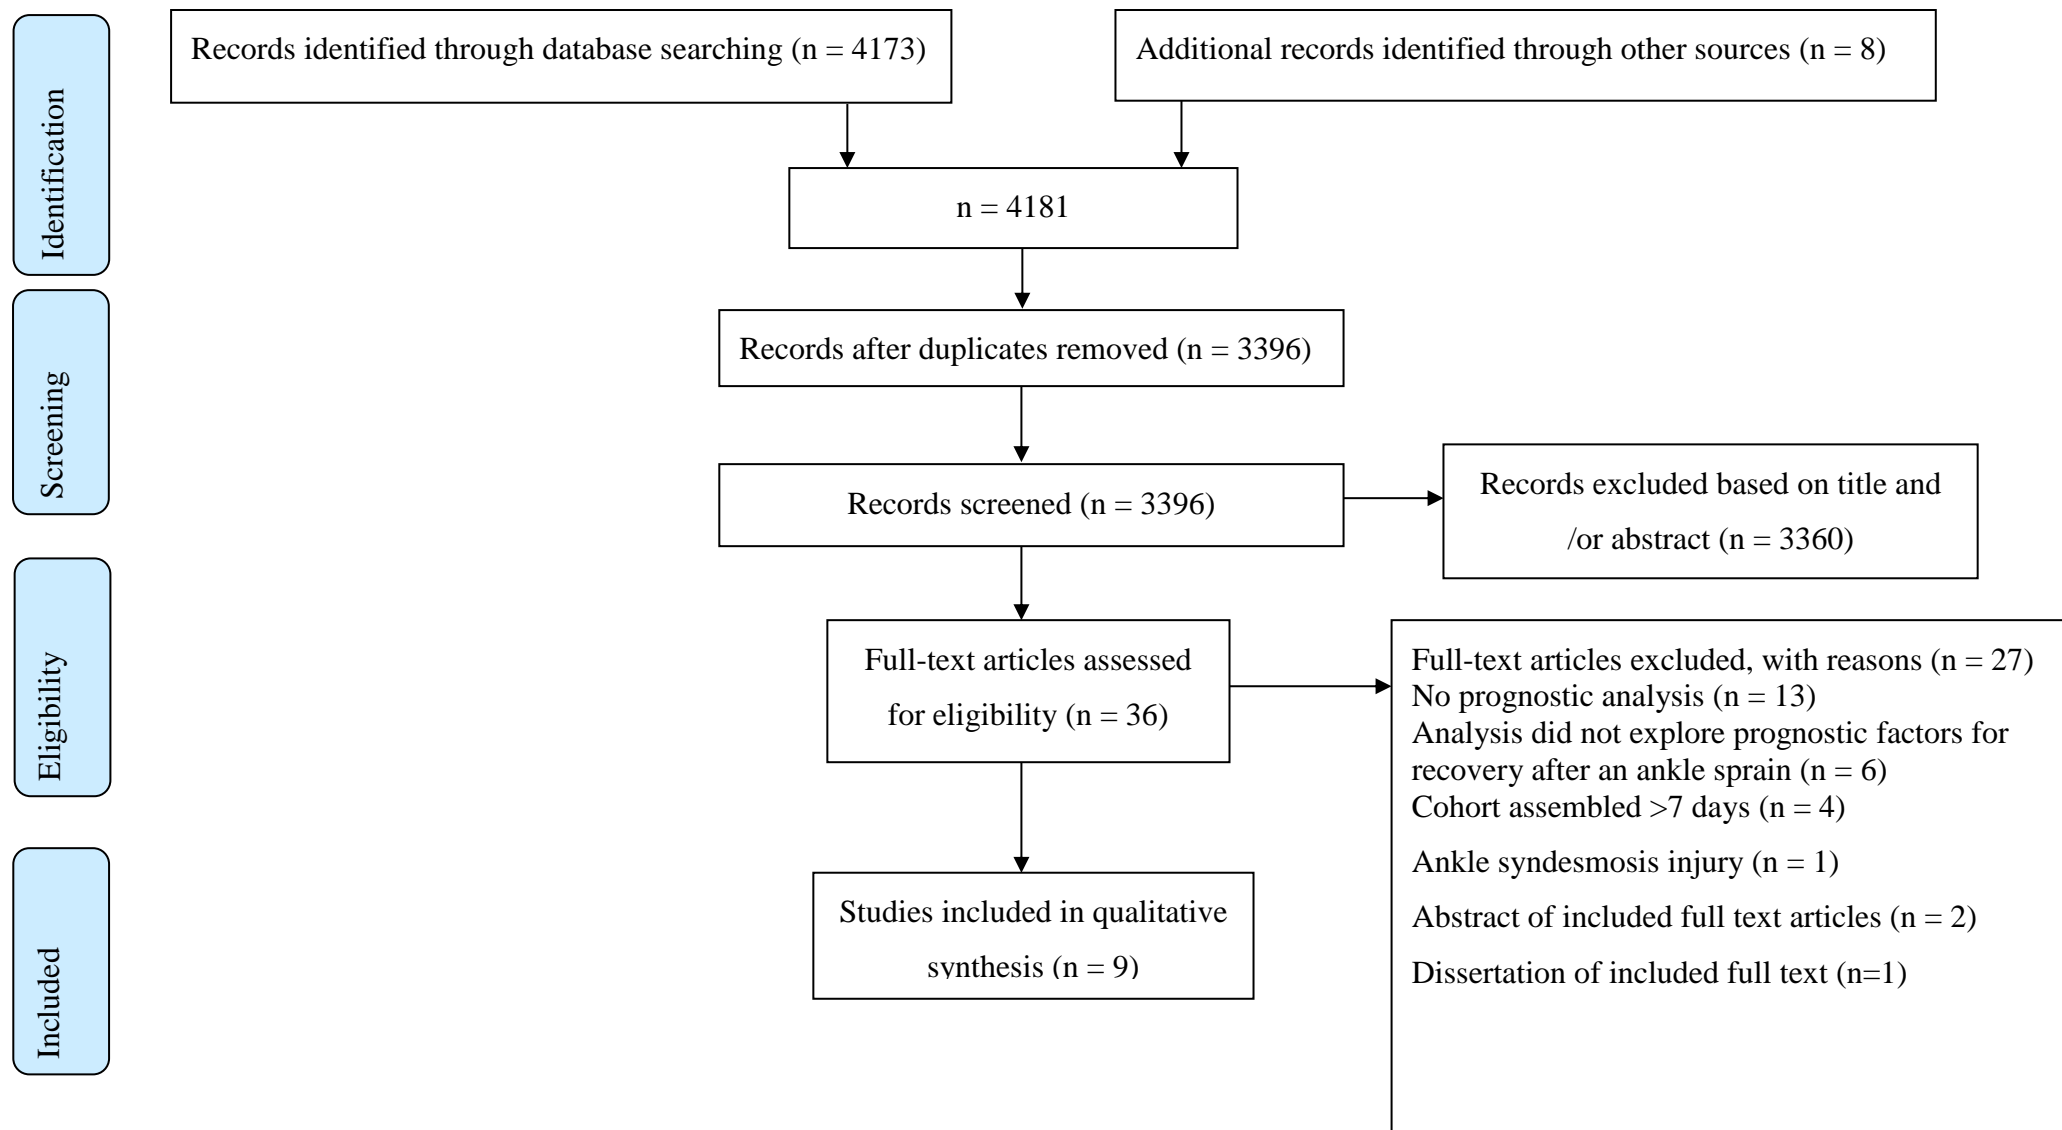 Identification
Records identified through database searching (n = 4173)
Additional records identified through other sources (n = 8)
n = 4181
Screening
Records after duplicates removed (n = 3396)
Records screened (n = 3396)
Records excluded based on title and
/or abstract (n = 3360)
Eligibility
Full-text articles assessed
for eligibility (n = 36)
Full-text articles excluded, with reasons (n = 27)
No prognostic analysis (n = 13)
Analysis did not explore prognostic factors for
recovery after an ankle sprain (n = 6)
Cohort assembled >7 days (n = 4)
Ankle syndesmosis injury (n = 1)
Abstract of included full text articles (n = 2)
Dissertation of included full text (n=1)
Included
Studies included in qualitative
synthesis (n = 9)